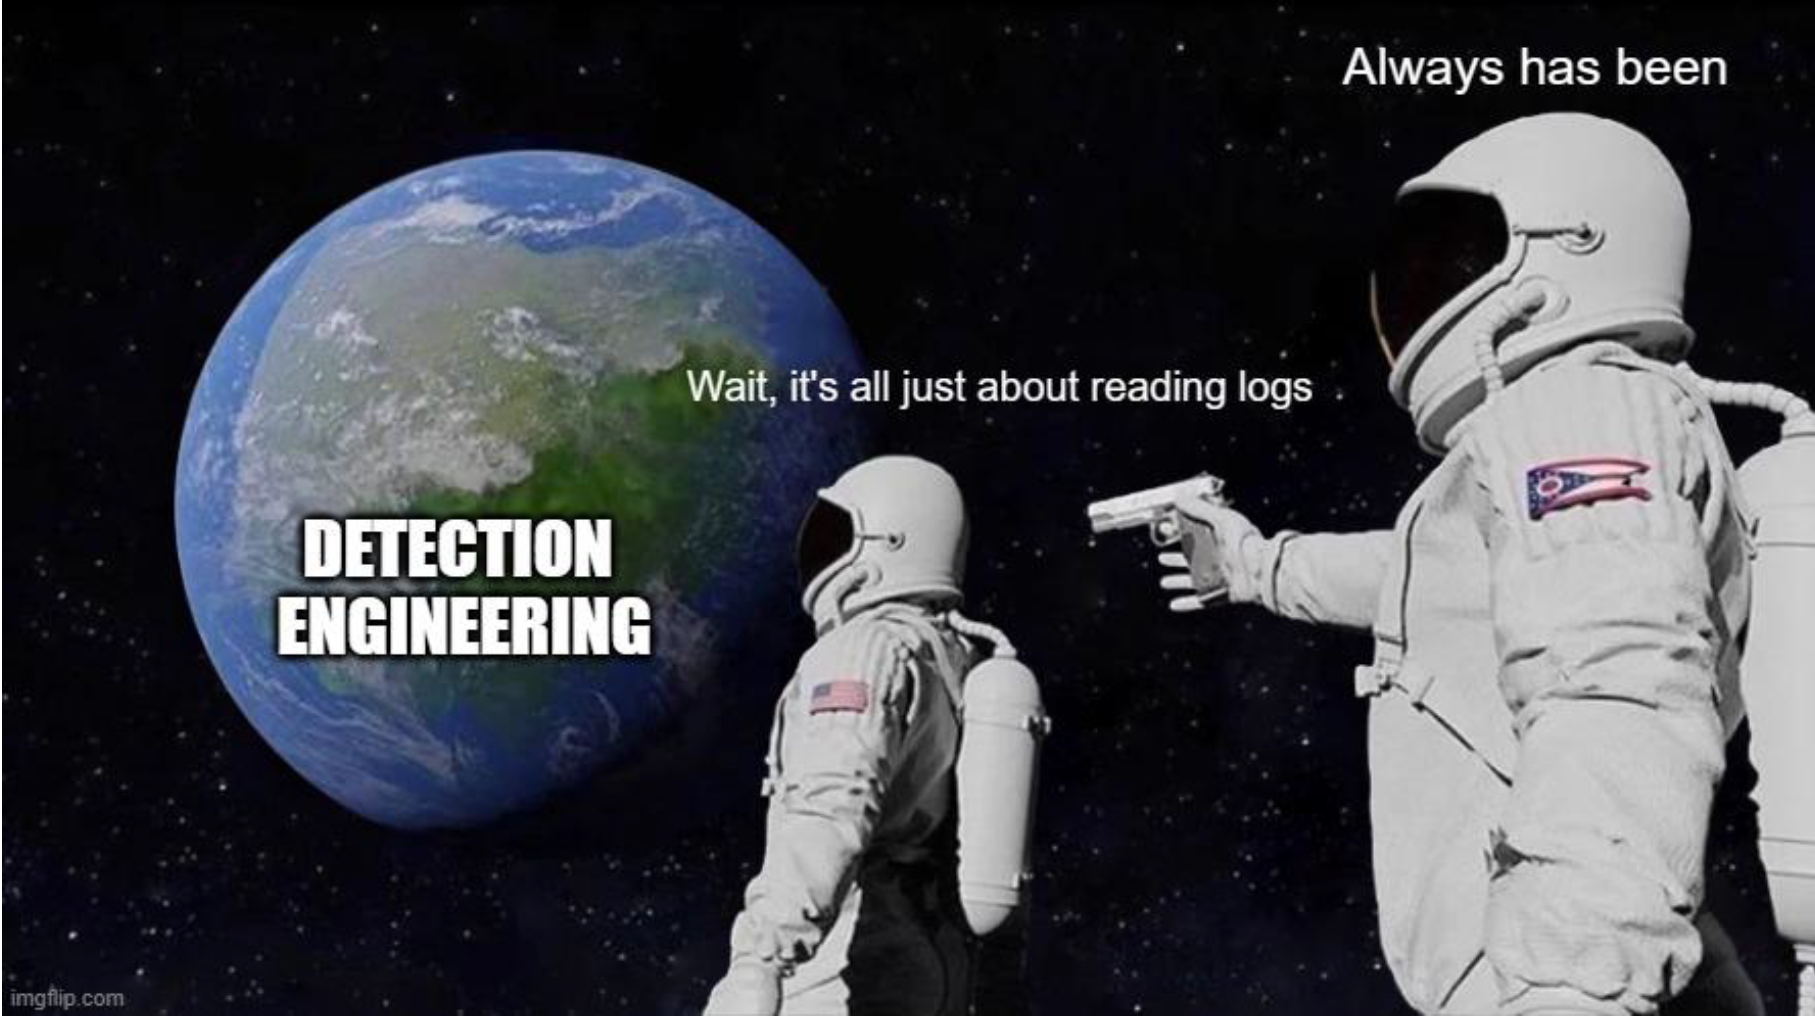 Always has been
Wait, it's all just about reading logs
DETECTION
ENGINEERING
imgflip.com